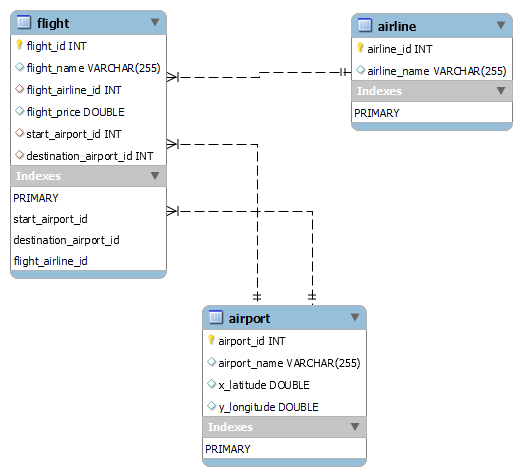 flight
flight_id INT
flight_name VARCHAR(255)
flight_airline_id INT
flight_price DOUBLE
start_airport_id INT
destination_airport_id INT
Indexes
PRIMARY
start_airport_id
destination_airport_id
flight_airline_id
airline
airline_id INT
airline_name VARCHAR(255)
Indexes
PRIMARY
airport
airport_id INT
airport_name VARCHAR(255)
x_latitude DOUBLE
y_longitude DOUBLE
Indexes
PRIMARY